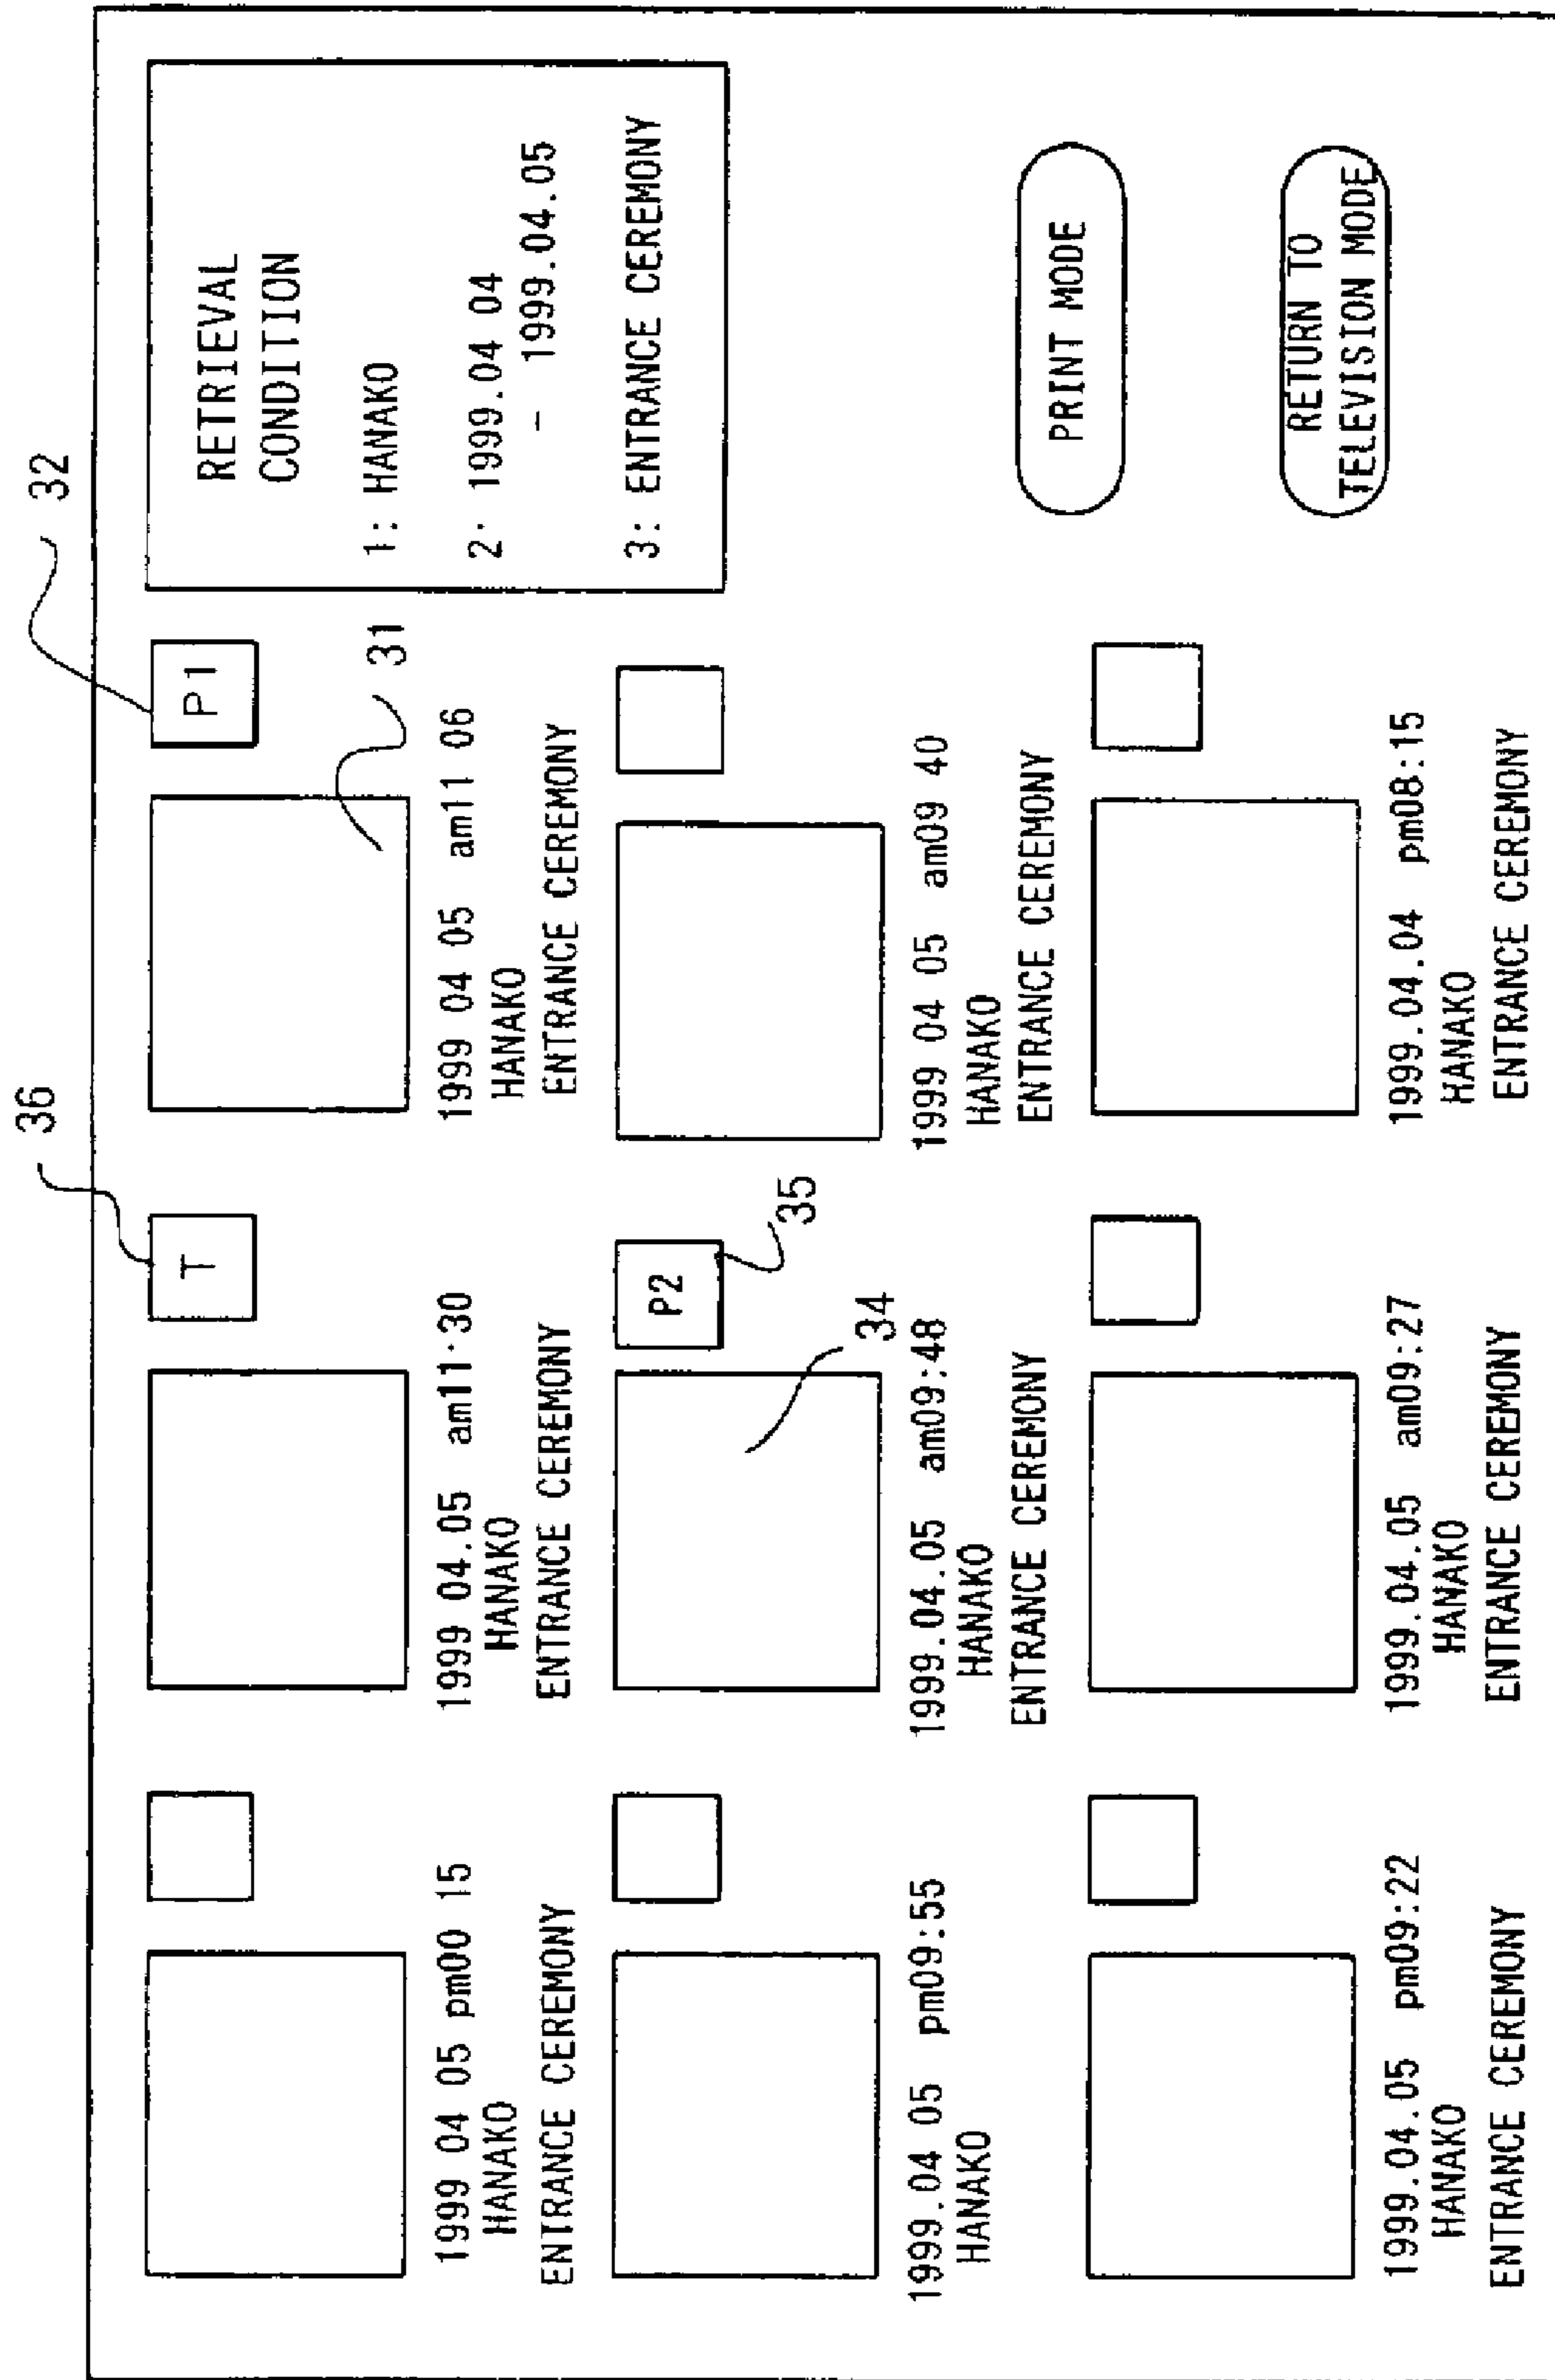 36
32
T
P1
31
1999 04 05 pm00 15
HANAKO
ENTRANCE CEREMONY
1999 04.05 am11·30
HANAKO
ENTRANCE CEREMONY
1999 04 05 am11 06
HANAKO
ENTRANCE CEREMONY
RETRIEVAL
CONDITION
1: HANAKO
2· 1999.04 04
– 1999.04.05
3: ENTRANCE CEREMONY
P2
35
34
1999.04 05 pm09:55
HANAKO
1999.04.05 am09:48
HANAKO
ENTRANCE CEREMONY
1999 04 05 am09 40
HANAKO
ENTRANCE CEREMONY
PRINT MODE
1999.04.05 pm09:22
HANAKO
ENTRANCE CEREMONY
1999.04.05 am09:27
HANAKO
ENTRANCE CEREMONY
1999.04.04 pm08:15
HANAKO
ENTRANCE CEREMONY
RETURN TO
TELEVISION MODE